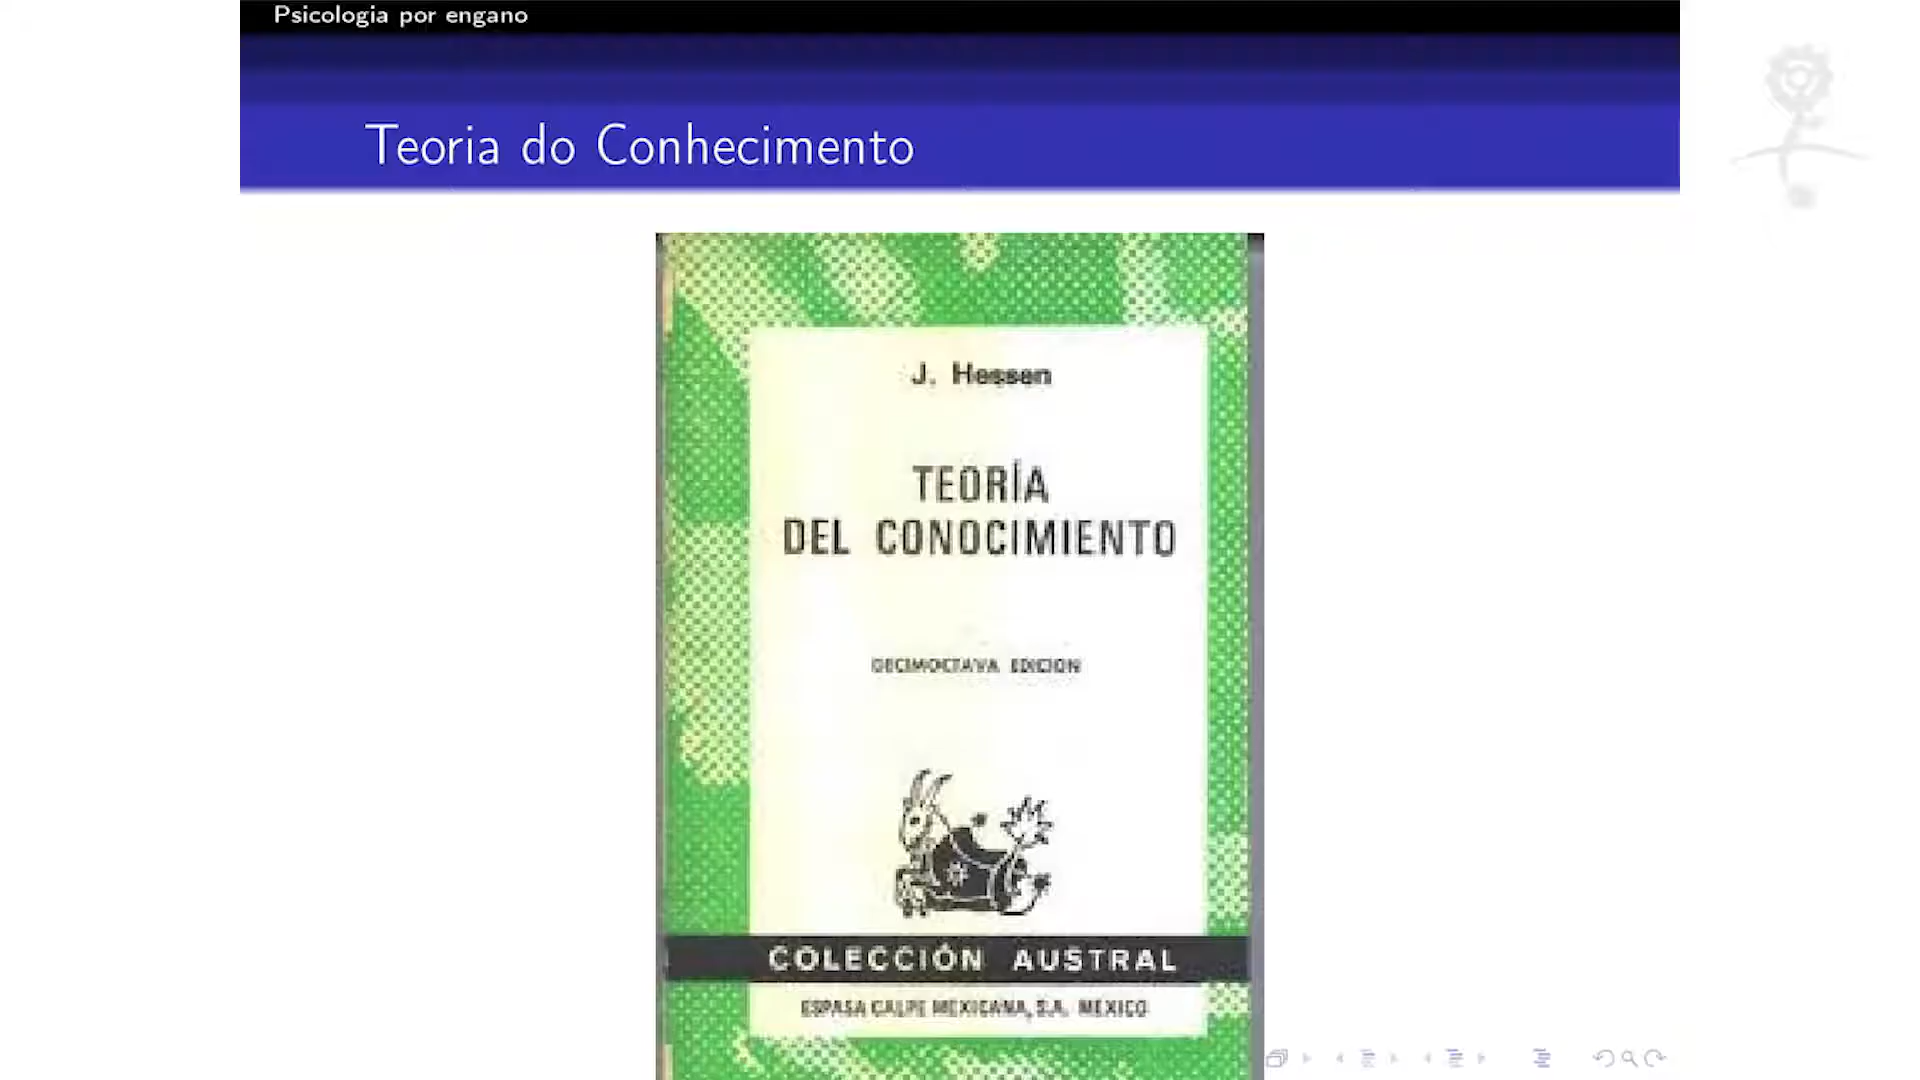 Psicologia por engano
Teoria do Conhecimento
J. Hessen
TEORÍA
DEL CONOCIMIENTO
DECIMOCTAVA EDICION
COLECCIÓN AUSTRAL
ESPASA CALPE MEXICANA, S.A. MEXICO